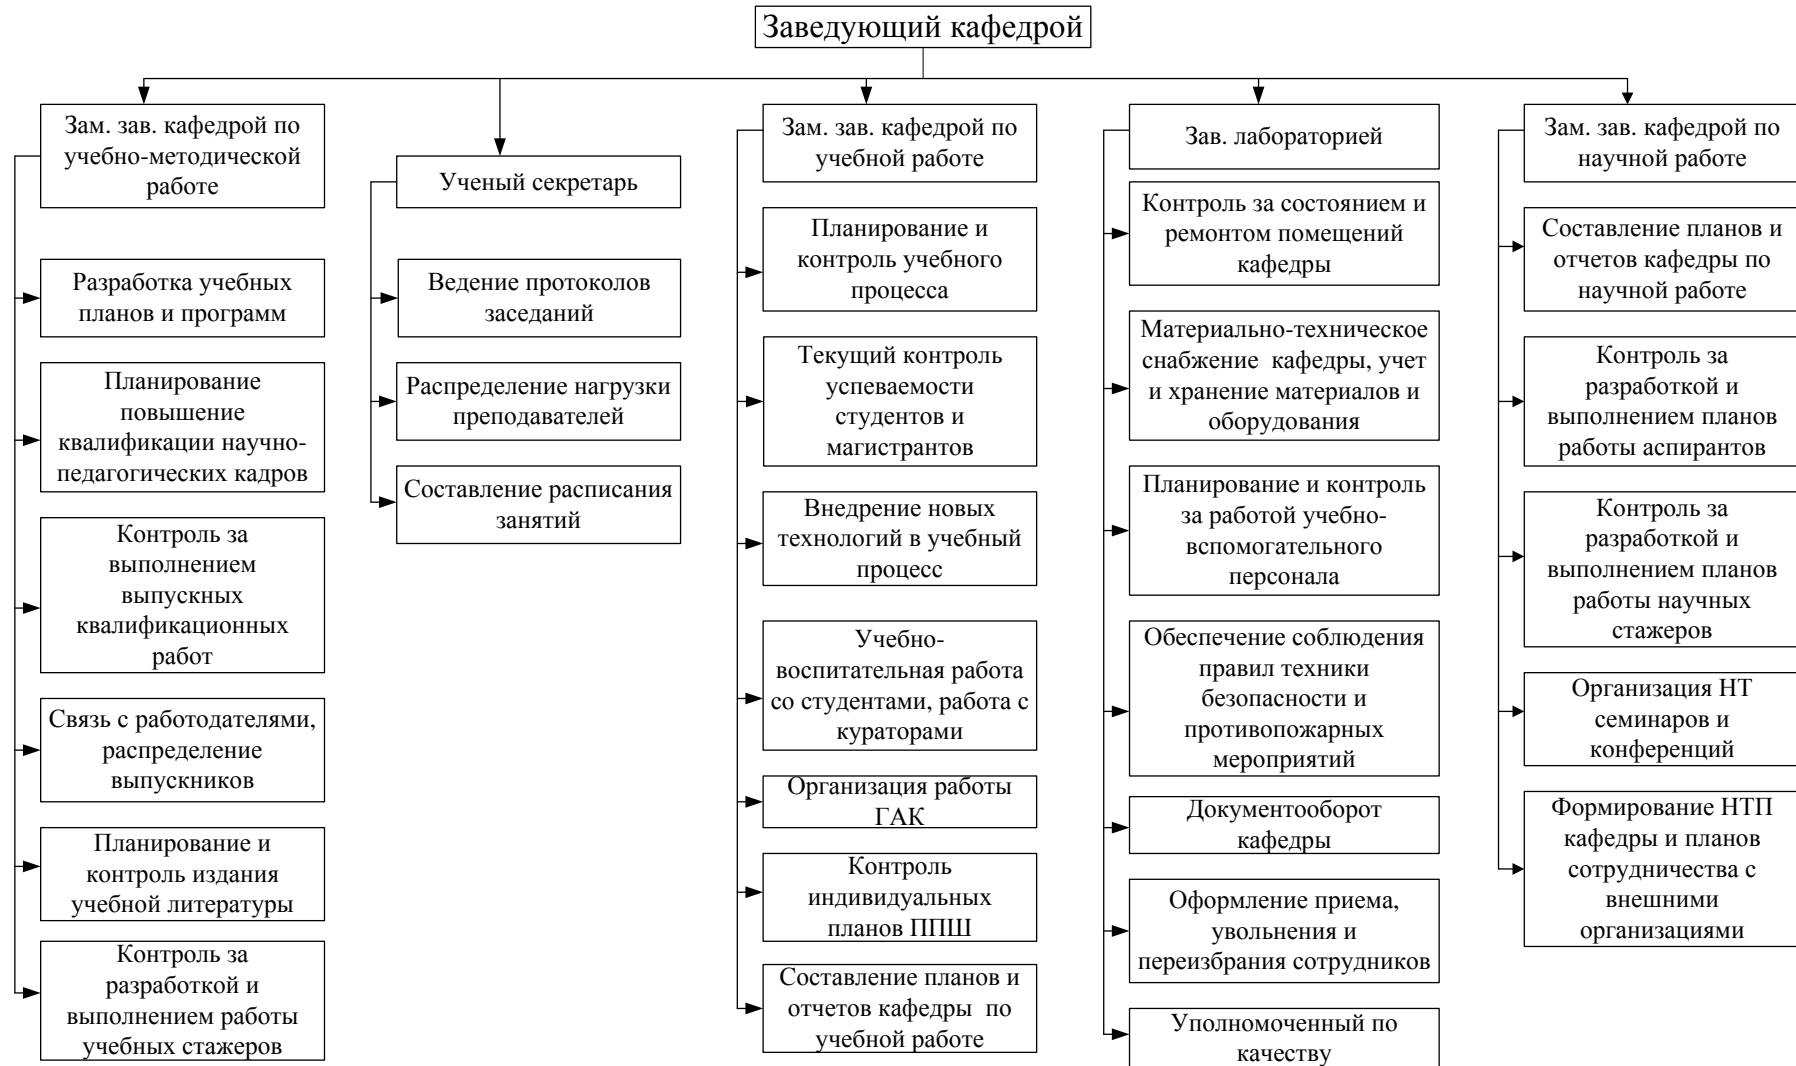 Заведующий кафедрой
Зам. зав. кафедрой по
учебно-методической
работе
Разработка учебных
планов и программ
Планирование
повышение
квалификации научно-
педагогических кадров
Контроль за
выполнением
выпускных
квалификационных
работ
Связь с работодателями,
распределение
выпускников
Планирование и
контроль издания
учебной литературы
Контроль за
разработкой и
выполнением работы
учебных стажеров
Ученый секретарь
Ведение протоколов
заседаний
Распределение нагрузки
преподавателей
Составление расписания
занятий
Зам. зав. кафедрой по
учебной работе
Планирование и
контроль учебного
процесса
Текущий контроль
успеваемости
студентов и
магистрантов
Внедрение новых
технологий в учебный
процесс
Учебно-
воспитательная работа
со студентами, работа с
кураторами
Организация работы
ГАК
Контроль
индивидуальных
планов ППШ
Составление планов и
отчетов кафедры по
учебной работе
Зав. лабораторией
Контроль за состоянием и
ремонтом помещений
кафедры
Материально-техническое
снабжение кафедры, учет
и хранение материалов и
оборудования
Планирование и контроль
за работой учебно-
вспомогательного
персонала
Обеспечение соблюдения
правил техники
безопасности и
противопожарных
мероприятий
Документооборот
кафедры
Оформление приема,
увольнения и
переизбрания сотрудников
Уполномоченный по
качеству
Зам. зав. кафедрой по
научной работе
Составление планов и
отчетов кафедры по
научной работе
Контроль за
разработкой и
выполнением планов
работы аспирантов
Контроль за
разработкой и
выполнением планов
работы научных
стажеров
Организация НТ
семинаров и
конференций
Формирование НТП
кафедры и планов
сотрудничества с
внешними
организациями